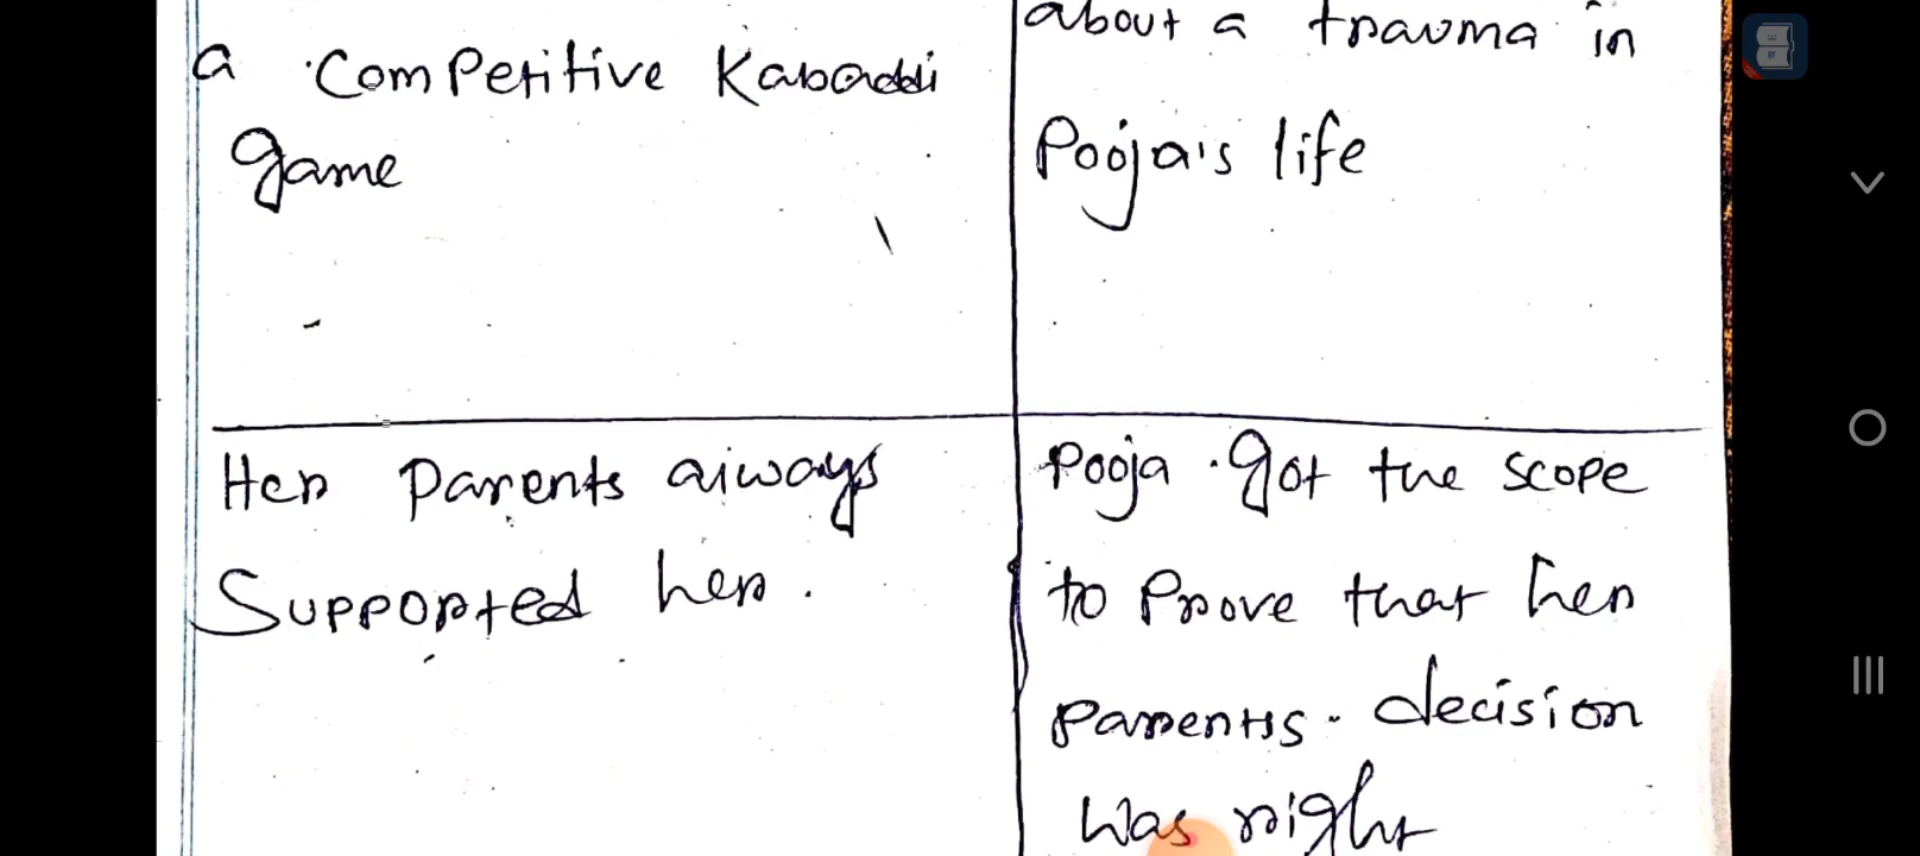 a Competitive Kabaddi
game
about a trauma in
Pooja's life
Her Parents always
Supported her.
Pooja got the scope
to Prove that her
parents decision
was right